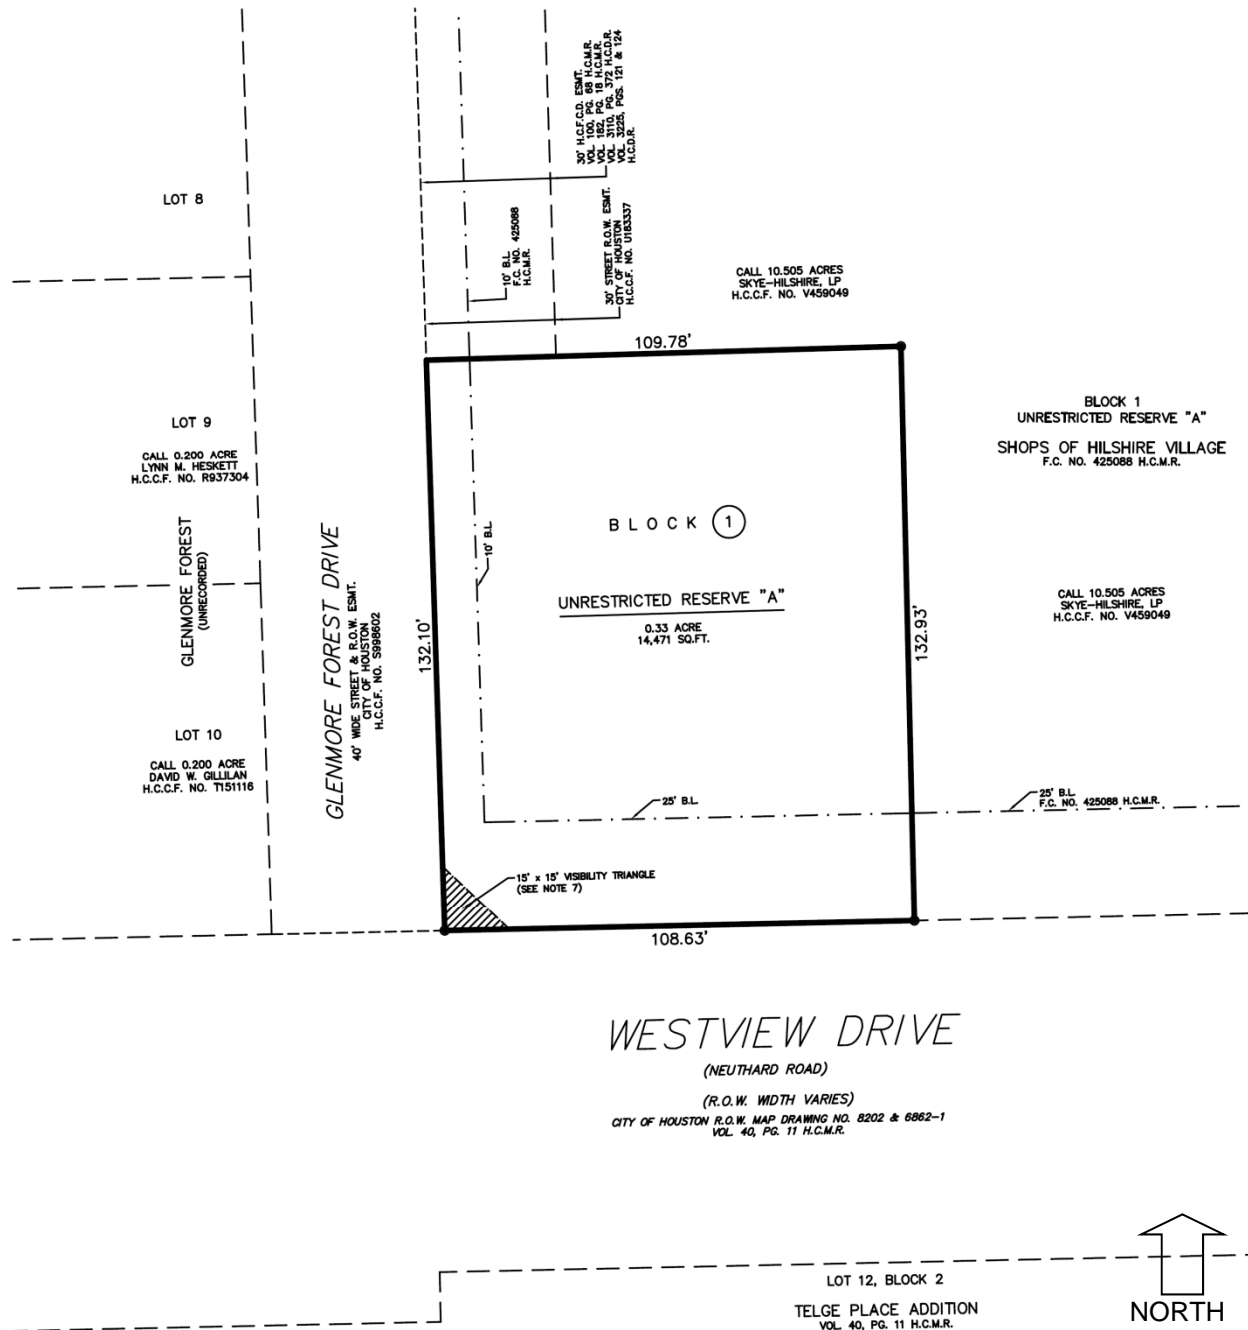 30' H.C.F.C.D. ESMT.
VOL. 100, PG. 68 H.C.M.R.
VOL. 182, PG. 18 H.C.M.R.
VOL. 3110, PG. 372 H.C.D.R.
VOL. 3225, PGS. 121 & 124
H.C.D.R.
LOT 8
10' B.L.
F.C. NO. 425088
H.C.M.R.
30' STREET R.O.W. ESMT.
CITY OF HOUSTON
H.C.C.F. NO. U183337
CALL 10.505 ACRES
SKYE-HILSHIRE, LP
H.C.C.F. NO. V459049
109.78'
LOT 9
CALL 0.200 ACRE
LYNN M. HESKETT
H.C.C.F. NO. R937304
BLOCK 1
UNRESTRICTED RESERVE "A"
SHOPS OF HILSHIRE VILLAGE
F.C. NO. 425088 H.C.M.R.
GLENMORE FOREST
(UNRECORDED)
GLENMORE FOREST DRIVE
40' WIDE STREET & R.O.W. ESMT.
CITY OF HOUSTON
H.C.C.F. NO. S998602
132.10'
10' B.L.
BLOCK 1
UNRESTRICTED RESERVE "A"
0.33 ACRE
14,471 SQ.FT.
132.93'
CALL 10.505 ACRES
SKYE-HILSHIRE, LP
H.C.C.F. NO. V459049
LOT 10
CALL 0.200 ACRE
DAVID W. GILLILAN
H.C.C.F. NO. T151116
25' B.L.
25' B.L.
F.C. NO. 425088 H.C.M.R.
15' x 15' VISIBILITY TRIANGLE
(SEE NOTE 7)
108.63'
WESTVIEW DRIVE
(NEUTHARD ROAD)
(R.O.W. WIDTH VARIES)
CITY OF HOUSTON R.O.W. MAP DRAWING NO. 8202 & 6862-1
VOL. 40, PG. 11 H.C.M.R.
LOT 12, BLOCK 2
TELGE PLACE ADDITION
VOL. 40, PG. 11 H.C.M.R.
NORTH